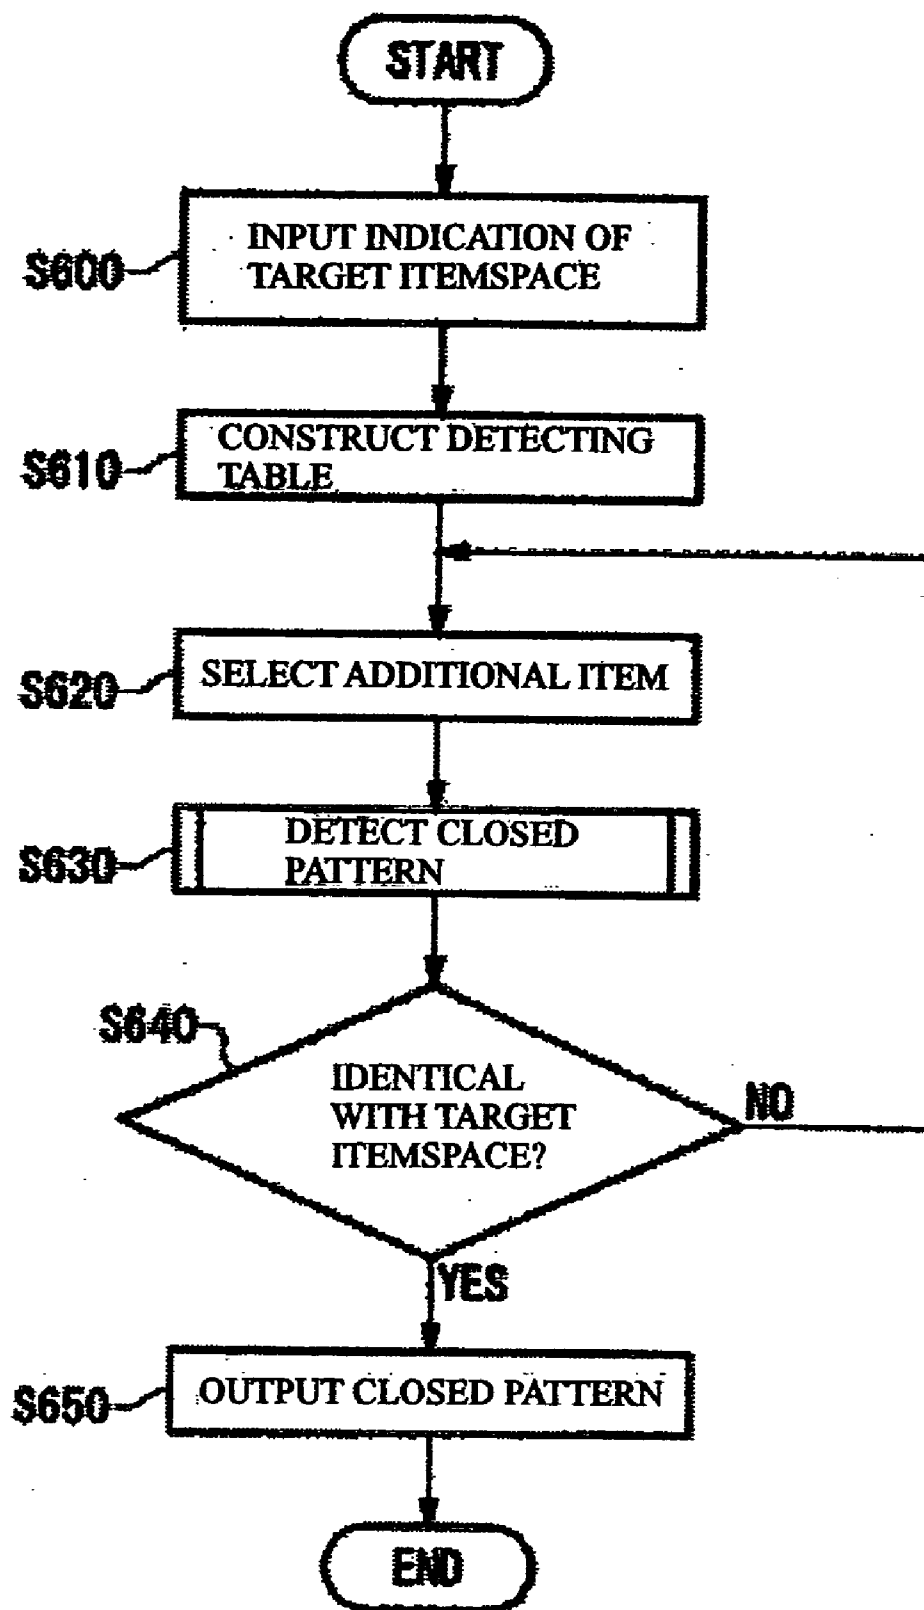 START
INPUT INDICATION OF
TARGET ITEMSPACE
S600
CONSTRUCT DETECTING
TABLE
S610
SELECT ADDITIONAL ITEM
S620
DETECT CLOSED
PATTERN
S630
S640
IDENTICAL
WITH TARGET
ITEMSPACE?
NO
YES
OUTPUT CLOSED PATTERN
S650
END